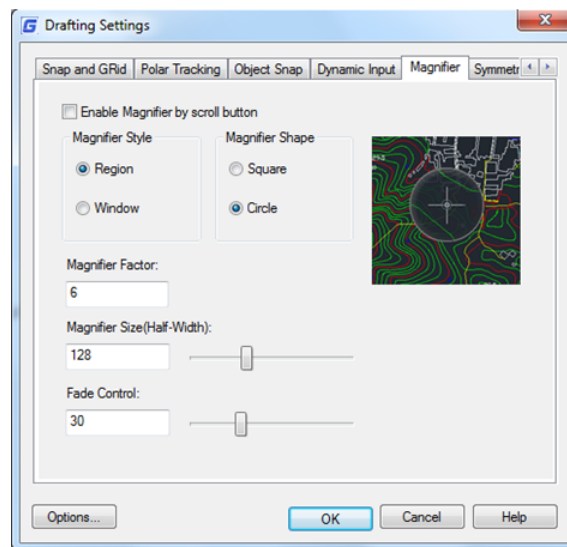 Drafting Settings
Snap and GRid Polar Tracking Object Snap Dynamic Input Magnifier Symmetr
Enable Magnifier by scroll button
Magnifier Style Magnifier Shape
Region Square
Window Circle
Magnifier Factor:
6
Magnifier Size(Half-Width):
128
Fade Control:
30
Options... OK Cancel Help